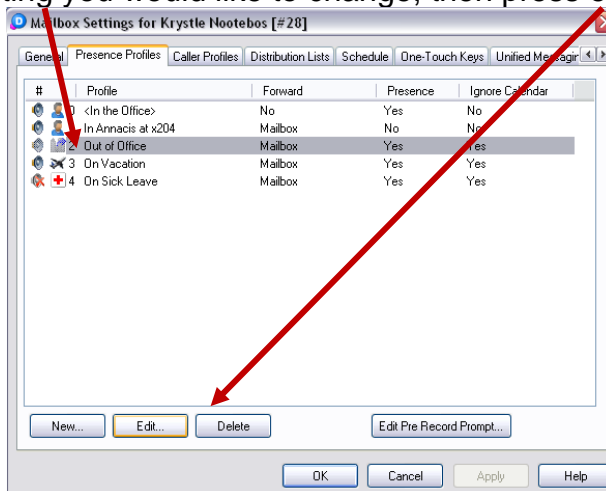 ting you would like to change, then press
Mailbox Settings for Krystle Nootebos [#28]
General Presence Profiles Caller Profiles Distribution Lists Schedule One-Touch Keys Unified Messagin
# Profile Forward Presence Ignore Calendar
0 <In the Office> No Yes No
In Annacis at x204 Mailbox No No
2 Out of Office Mailbox Yes Yes
3 On Vacation Mailbox Yes Yes
4 On Sick Leave Mailbox Yes Yes
New... Edit... Delete Edit Pre Record Prompt...
OK Cancel Apply Help